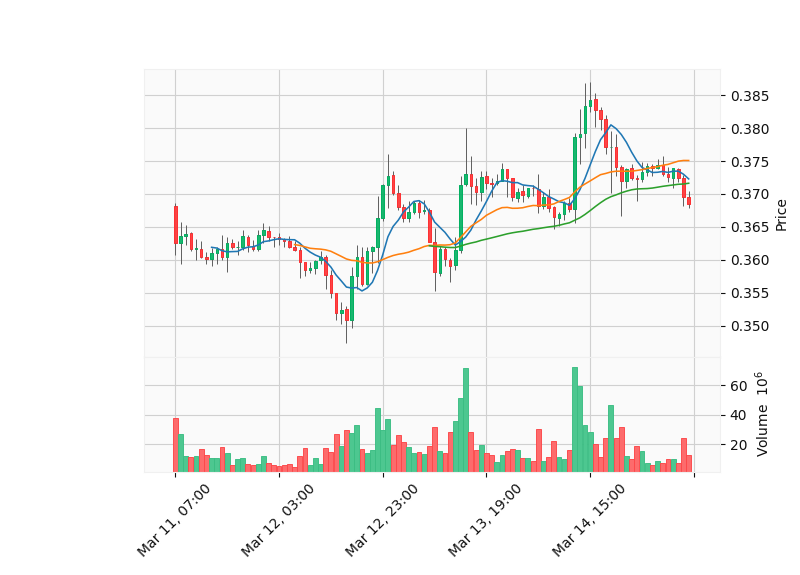 0.385
0.380
0.375
0.370
0.365
0.360
0.355
0.350
Price
60
40
20
Volume 10^6
Mar 11, 07:00
Mar 12, 03:00
Mar 12, 23:00
Mar 13, 19:00
Mar 14, 15:00